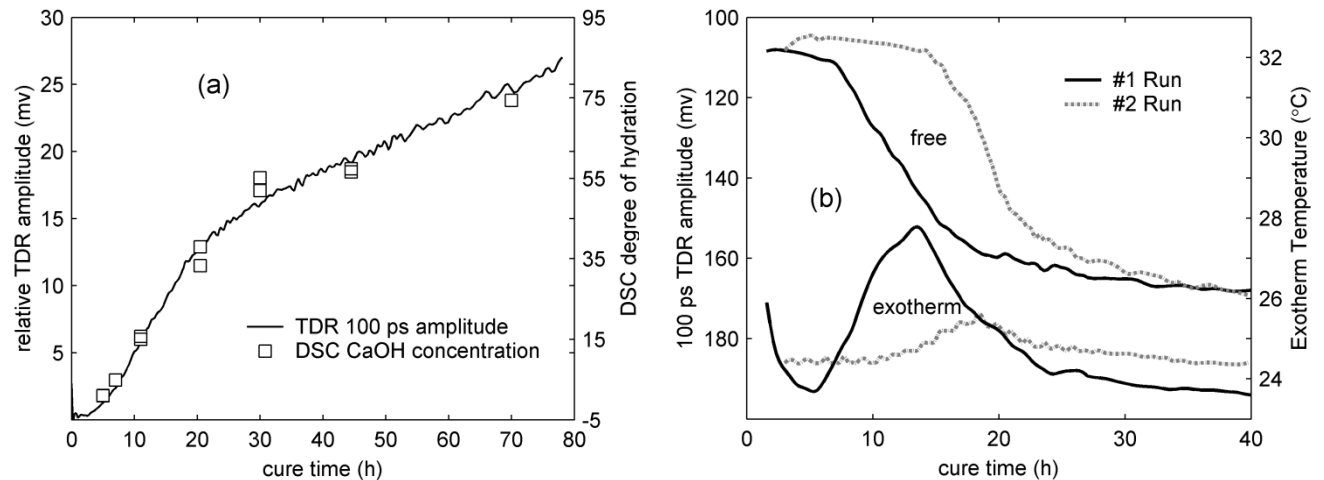 30
25
20
15
10
5
0 10 20 30 40 50 60 70 80
95
75
55
35
15
-5
relative TDR amplitude (mv)
DSC degree of hydration
cure time (h)
(a)
TDR 100 ps amplitude
DSC CaOH concentration
100
120
140
160
180
0 10 20 30 40
32
30
28
26
24
100 ps TDR amplitude (mv)
Exotherm Temperature (°C)
cure time (h)
#1 Run
#2 Run
free
(b)
exotherm